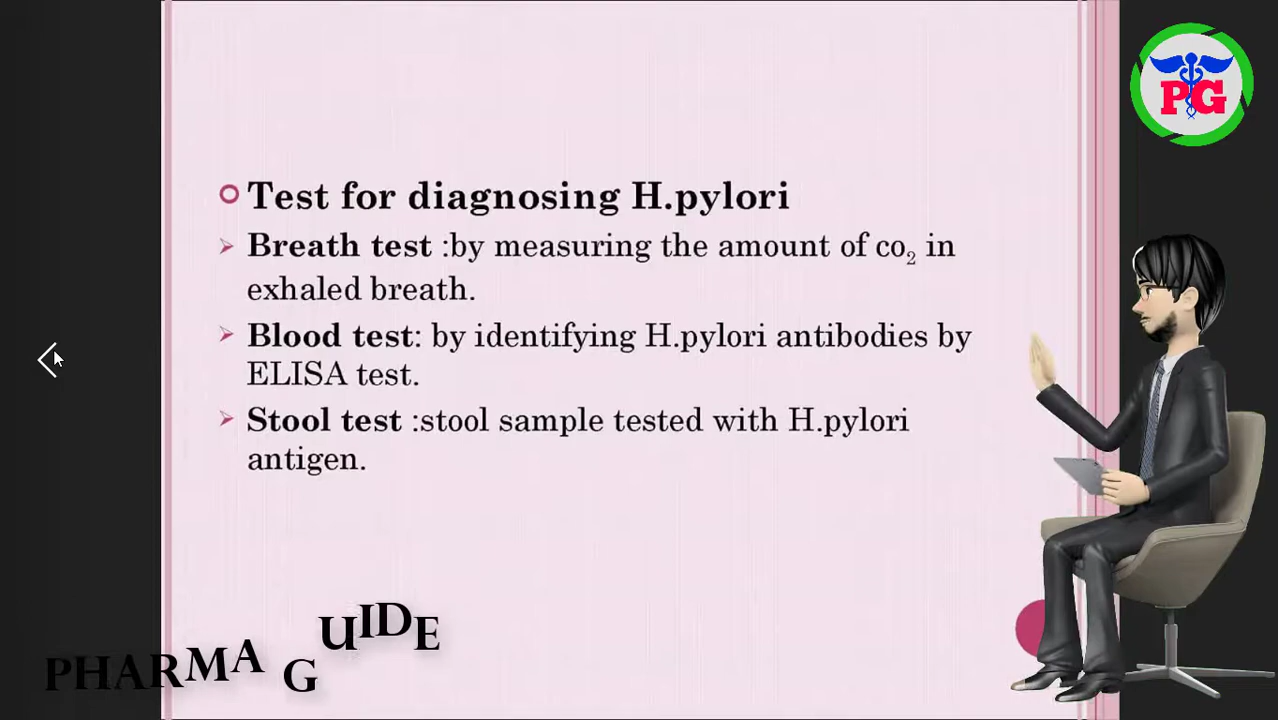 PG
Test for diagnosing H.pylori
Breath test :by measuring the amount of co₂ in
exhaled breath.
Blood test: by identifying H.pylori antibodies by
ELISA test.
Stool test :stool sample tested with H.pylori
antigen.
PHARMA GUIDE